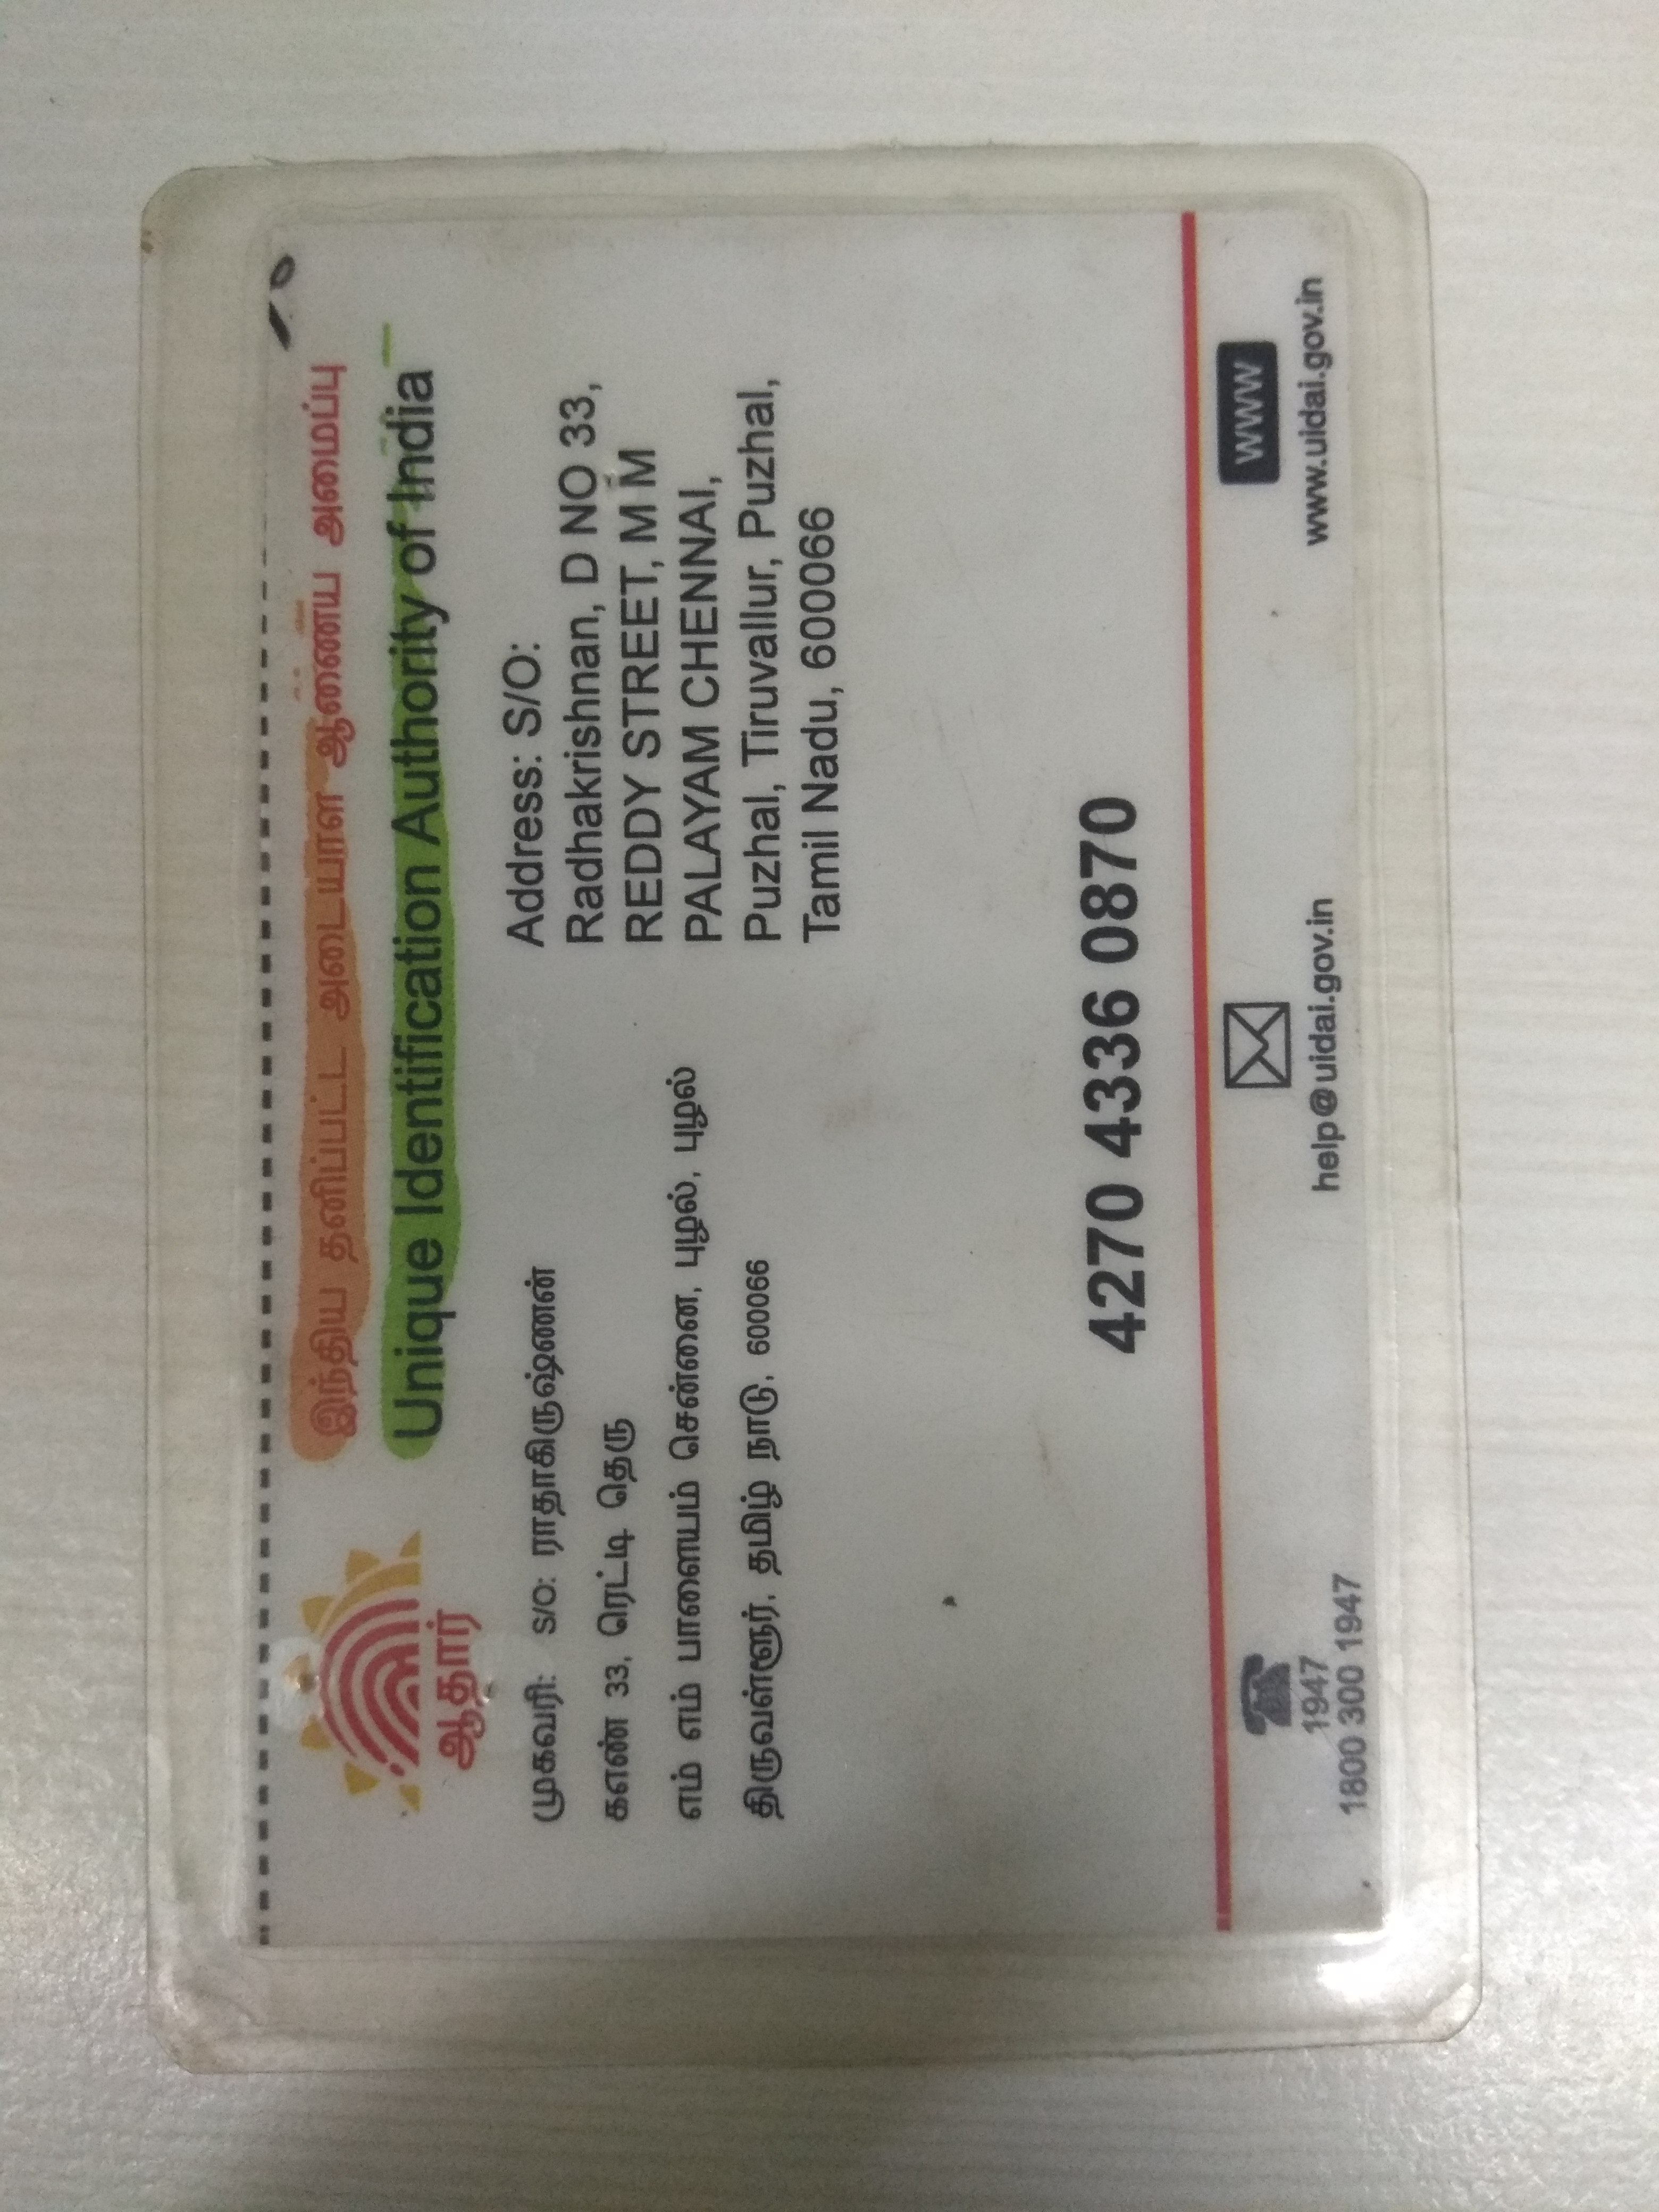 இந்திய தனிப்பட்ட அடையாள ஆணைய அமைப்பு
Unique Identification Authority of India
ஆதார்
முகவரி: S/O: ராதாகிருஷ்ணன்
கஎண் 33, ரெட்டி தெரு
எம் எம் பாளையம் சென்னை, புழல், புழல்
திருவள்ளூர், தமிழ் நாடு, 600066
Address: S/O:
Radhakrishnan, D NO 33,
REDDY STREET, M M
PALAYAM CHENNAI,
Puzhal, Tiruvallur, Puzhal,
Tamil Nadu, 600066
4270 4336 0870
1947
1800 300 1947
help@uidai.gov.in
www
www.uidai.gov.in